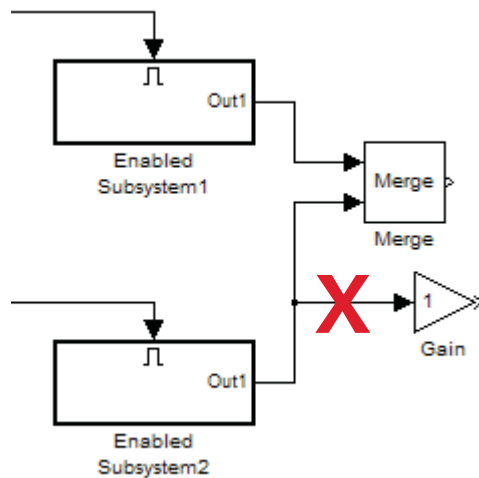 Out1
Enabled
Subsystem1
Merge
Merge
X
1
Gain
Out1
Enabled
Subsystem2